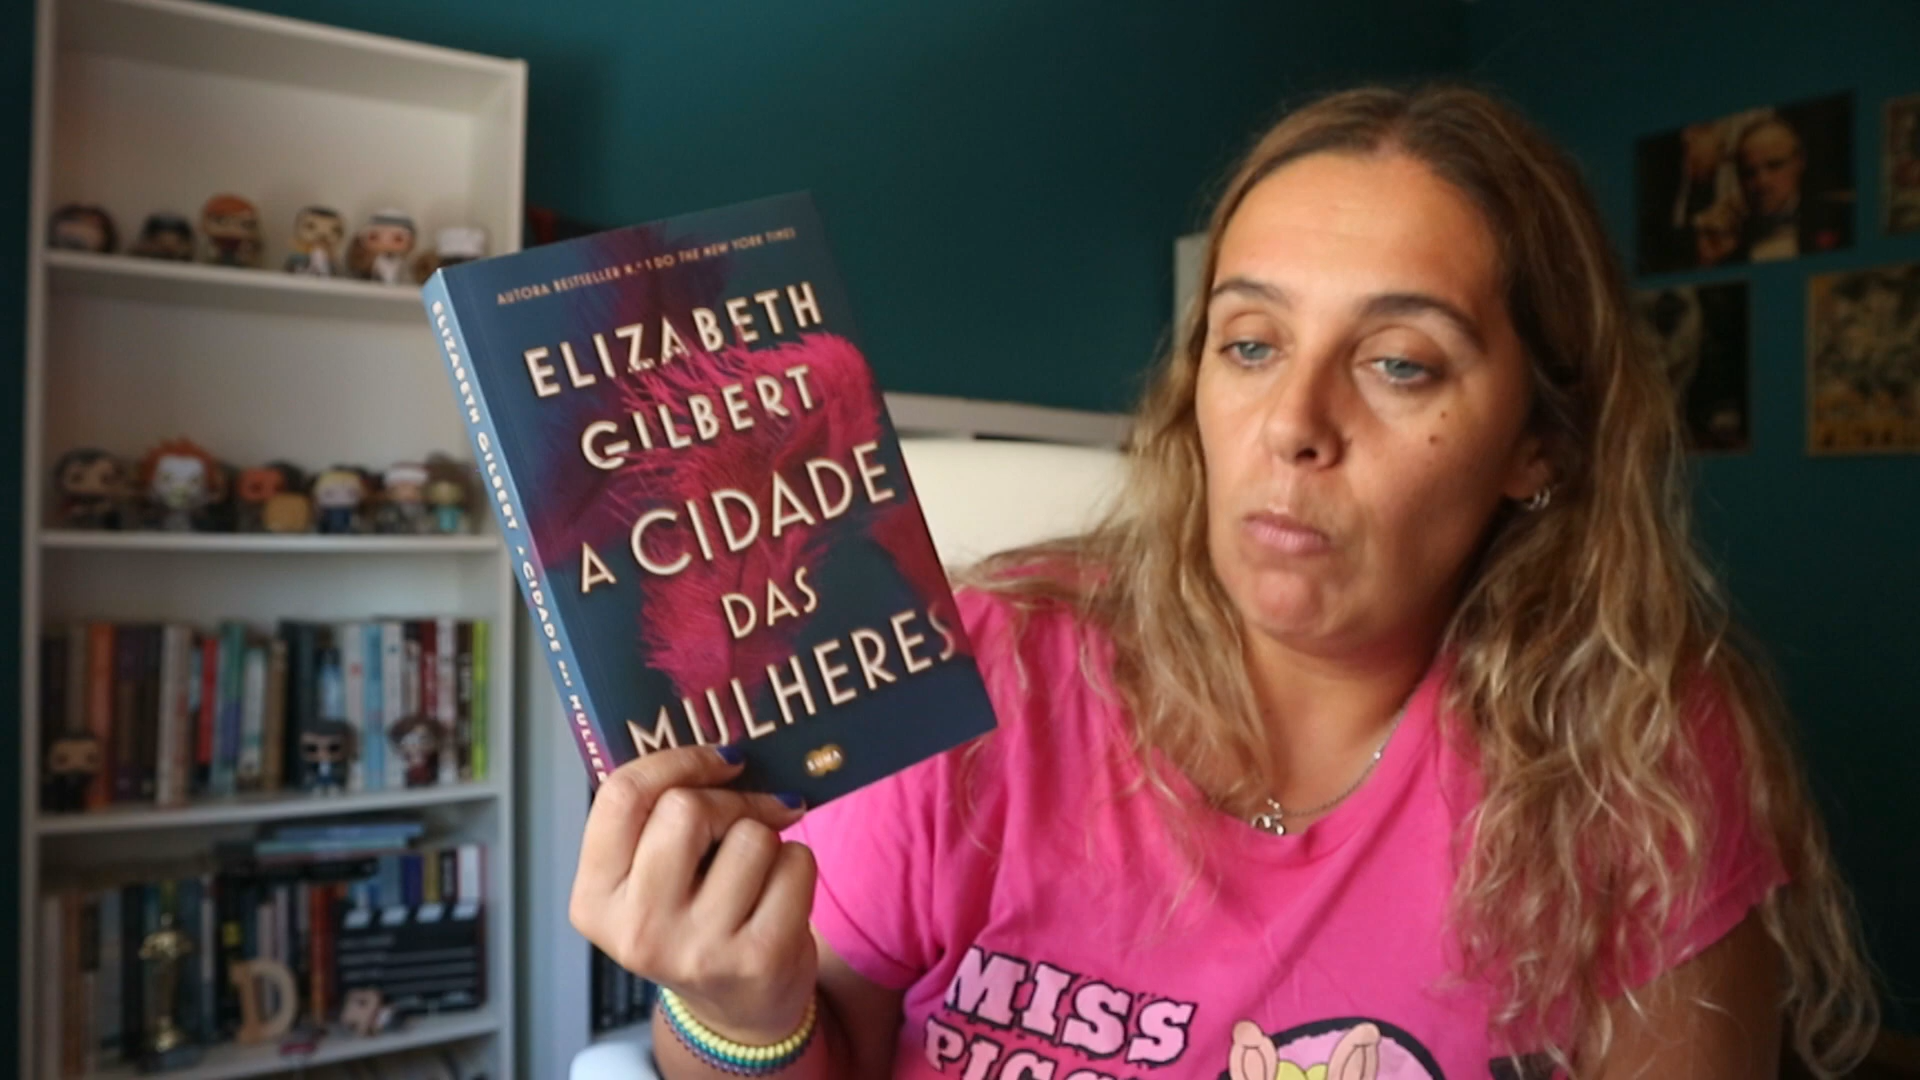 AUTORA BESTSELLER N.º 1 DO THE NEW YORK TIMES
ELIZABETH
GILBERT
A CIDADE
DAS
MULHERES
SUMA
ELIZABETH GILBERT A CIDADE DAS MULHERES
MISS